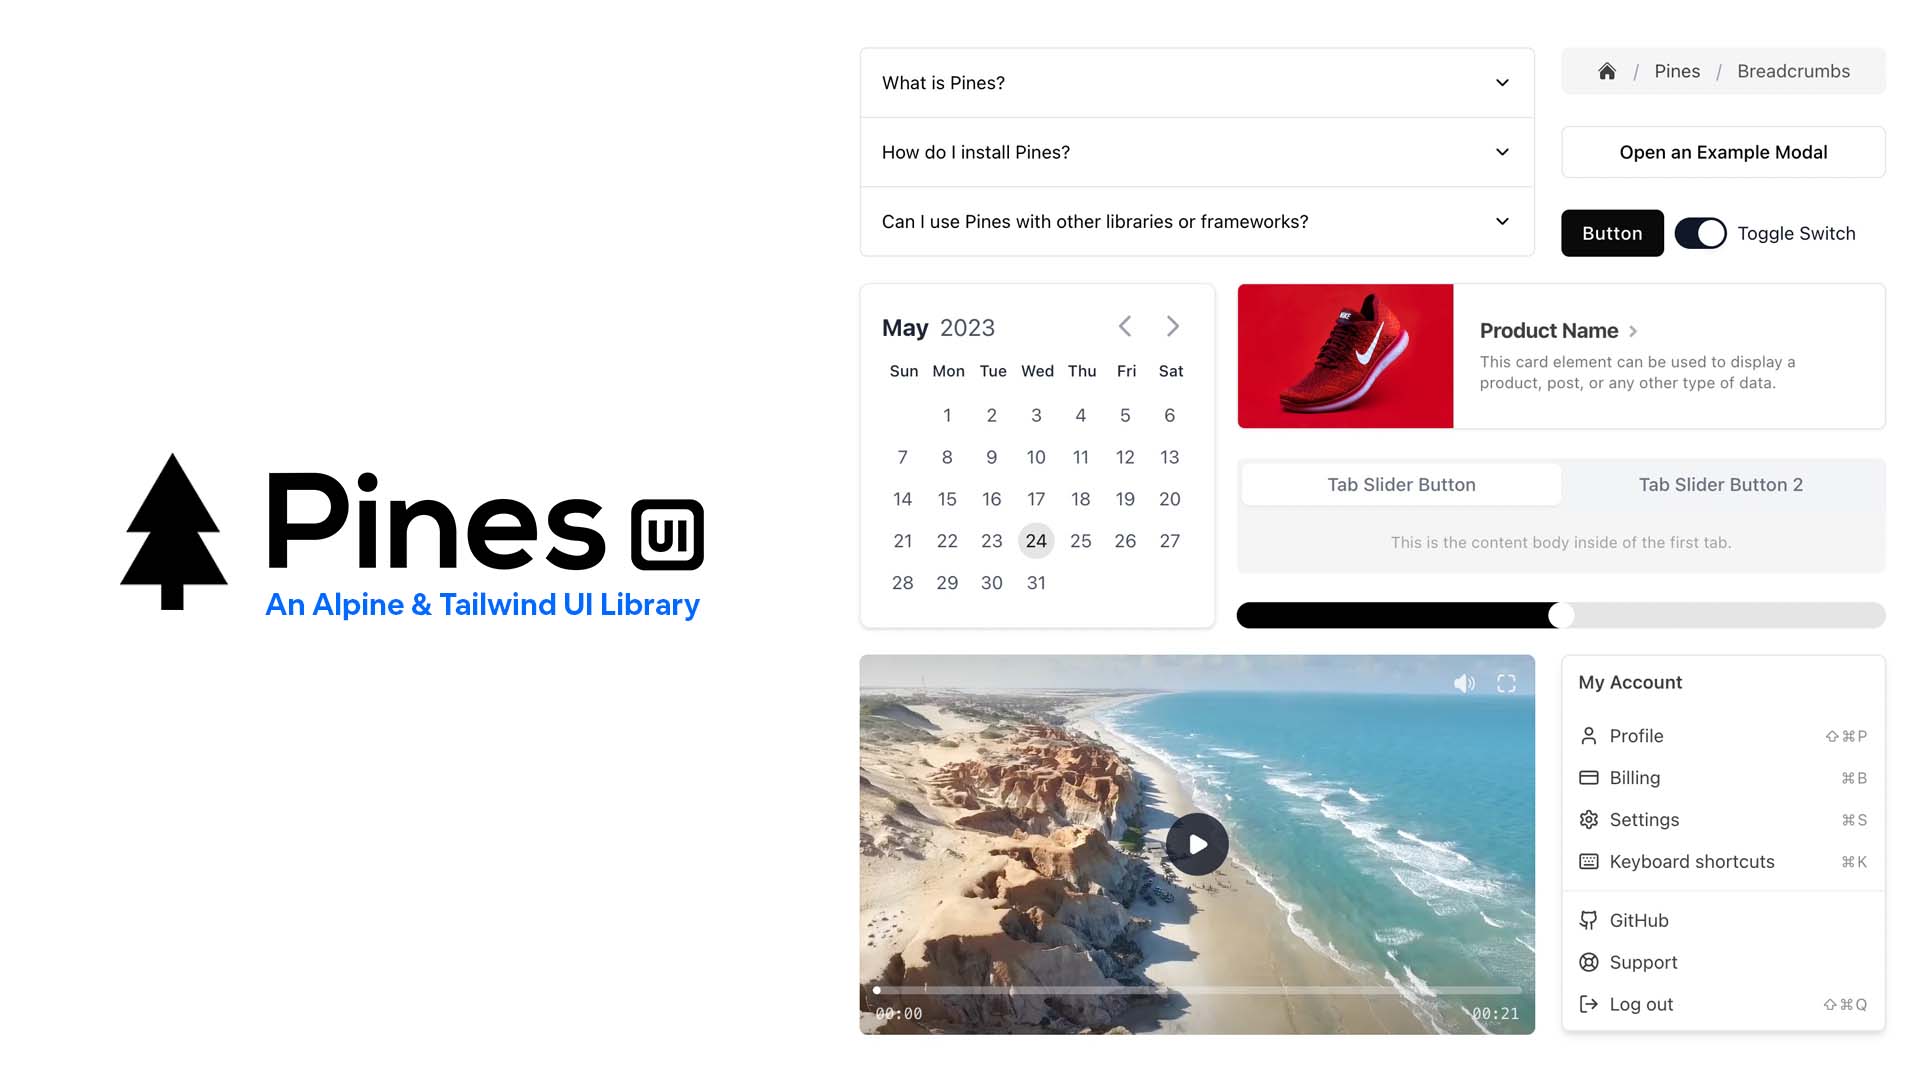 Pines UI
An Alpine & Tailwind UI Library
What is Pines?
How do I install Pines?
Can I use Pines with other libraries or frameworks?
/ Pines / Breadcrumbs
Open an Example Modal
Button
Toggle Switch
May 2023
Sun Mon Tue Wed Thu Fri Sat
1 2 3 4 5 6
7 8 9 10 11 12 13
14 15 16 17 18 19 20
21 22 23 24 25 26 27
28 29 30 31
NIKE
Product Name
This card element can be used to display a
product, post, or any other type of data.
Tab Slider Button
Tab Slider Button 2
This is the content body inside of the first tab.
00:00
00:21
My Account
Profile ⇧⌘P
Billing ⌘B
Settings ⌘S
Keyboard shortcuts ⌘K
GitHub
Support
Log out ⇧⌘Q